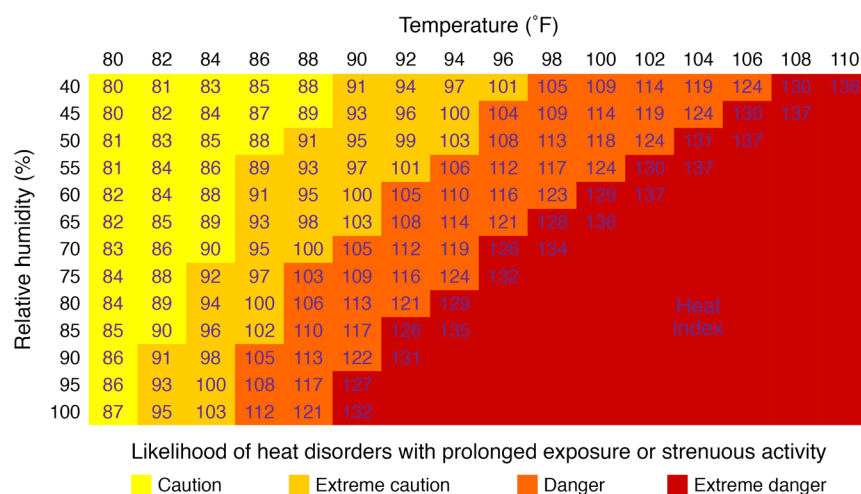 Temperature (˚F)
80 82 84 86 88 90 92 94 96 98 100 102 104 106 108 110
Relative humidity (%)
40 80 81 83 85 88 91 94 97 101 105 109 114 119 124 130 136
45 80 82 84 87 89 93 96 100 104 109 114 119 124 130 137
50 81 83 85 88 91 95 99 103 108 113 118 124 131 137
55 81 84 86 89 93 97 101 106 112 117 124 130 137
60 82 84 88 91 95 100 105 110 116 123 129 137
65 82 85 89 93 98 103 108 114 121 128 136
70 83 86 90 95 100 105 112 119 126 134
75 84 88 92 97 103 109 116 124 132
80 84 89 94 100 106 113 121 129
85 85 90 96 102 110 117 126 135
90 86 91 98 105 113 122 131
95 86 93 100 108 117 127
100 87 95 103 112 121 132
Heat
index
Likelihood of heat disorders with prolonged exposure or strenuous activity
Caution Extreme caution Danger Extreme danger